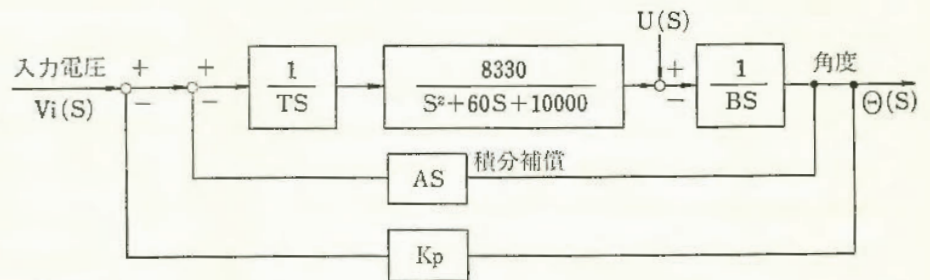 入力電圧
Vi(S)
+
−
+
−
1
TS
8330
S²+60S+10000
U(S)
+
−
1
BS
角度
Θ(S)
AS
積分補償
Kp